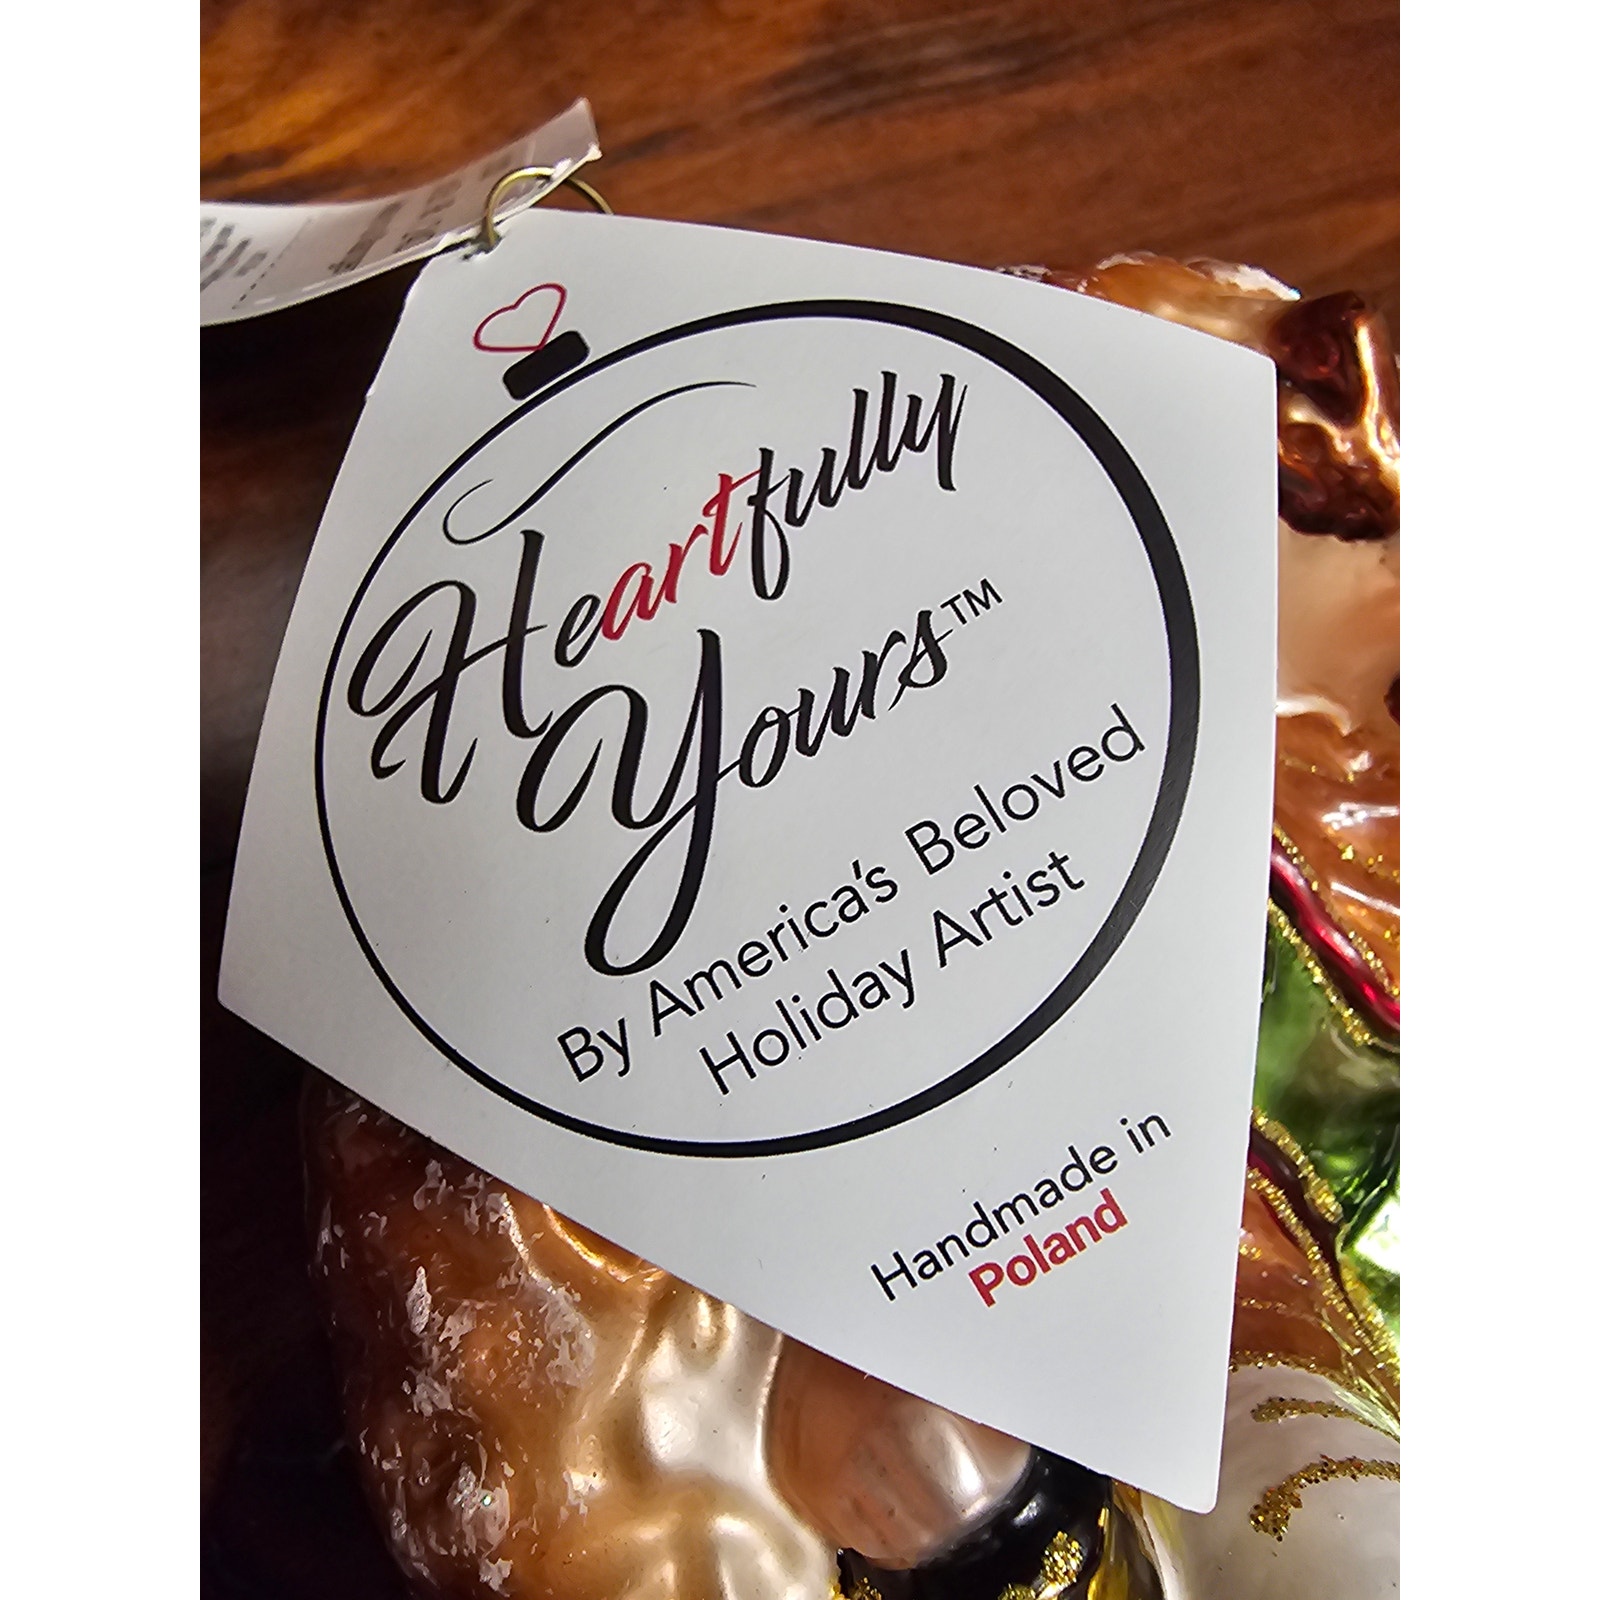 Heartfully
Yours™
By America's Beloved
Holiday Artist
Handmade in
Poland